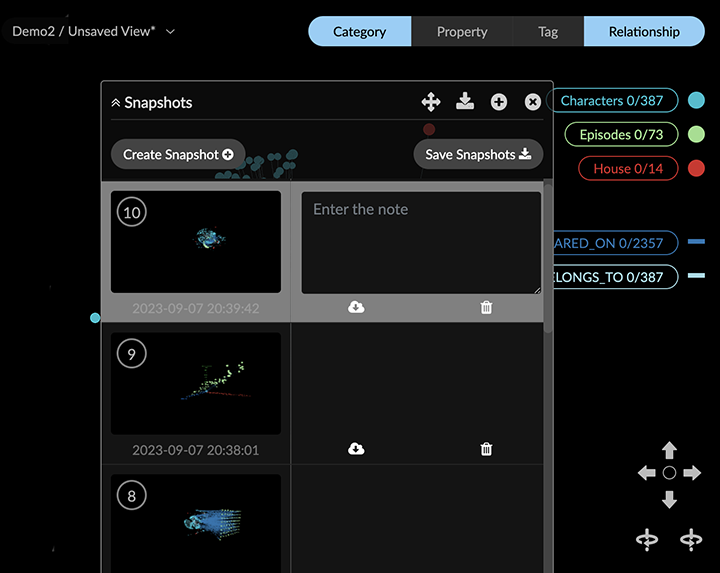 Demo2 / Unsaved View*
Category
Property
Tag
Relationship
Snapshots
Characters 0/387
Episodes 0/73
Create Snapshot
Save Snapshots
House 0/14
10
Enter the note
ARED_ON 0/2357
ELONGS_TO 0/387
2023-09-07 20:39:42
9
2023-09-07 20:38:01
8